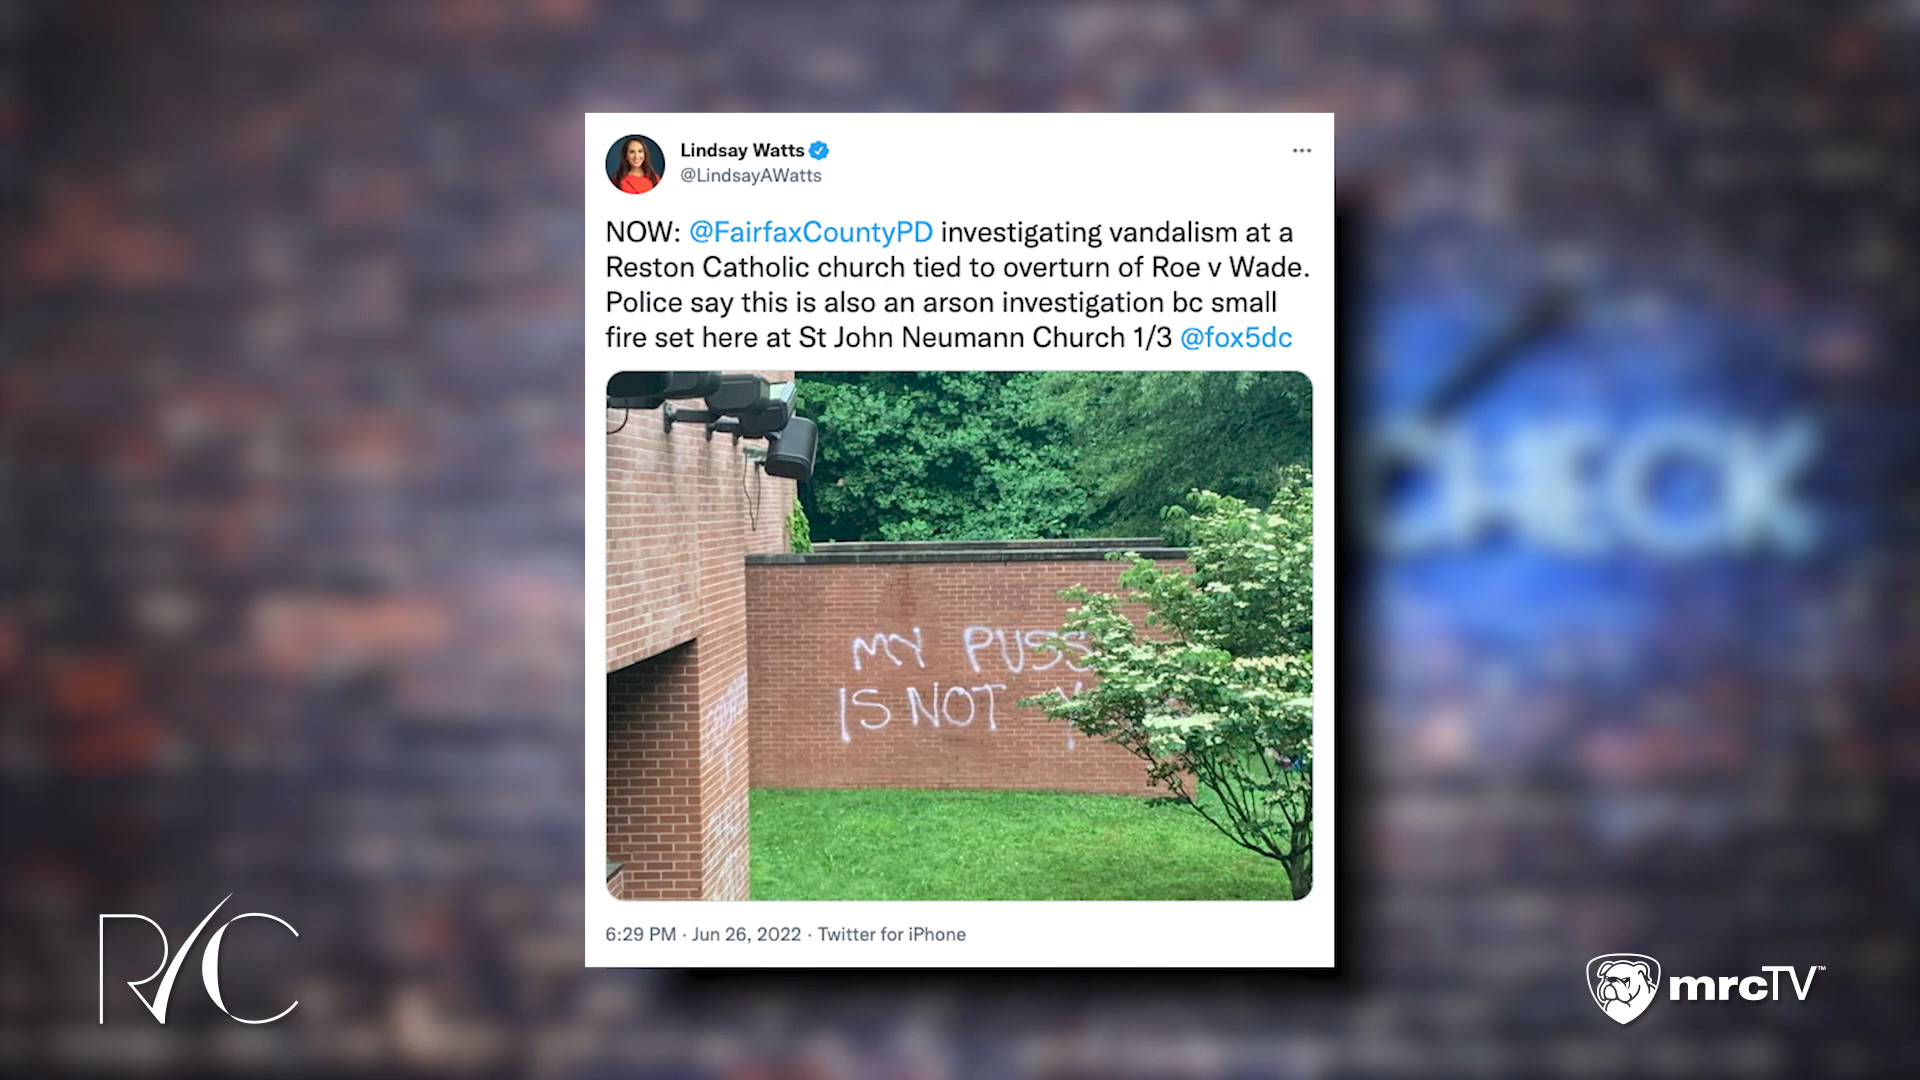 Lindsay Watts
@LindsayAWatts
NOW: @FairfaxCountyPD investigating vandalism at a
Reston Catholic church tied to overturn of Roe v Wade.
Police say this is also an arson investigation bc small
fire set here at St John Neumann Church 1/3 @fox5dc
MY PUSS
IS NOT Y
6:29 PM · Jun 26, 2022 · Twitter for iPhone
CHECK
R/C
mrcTV™